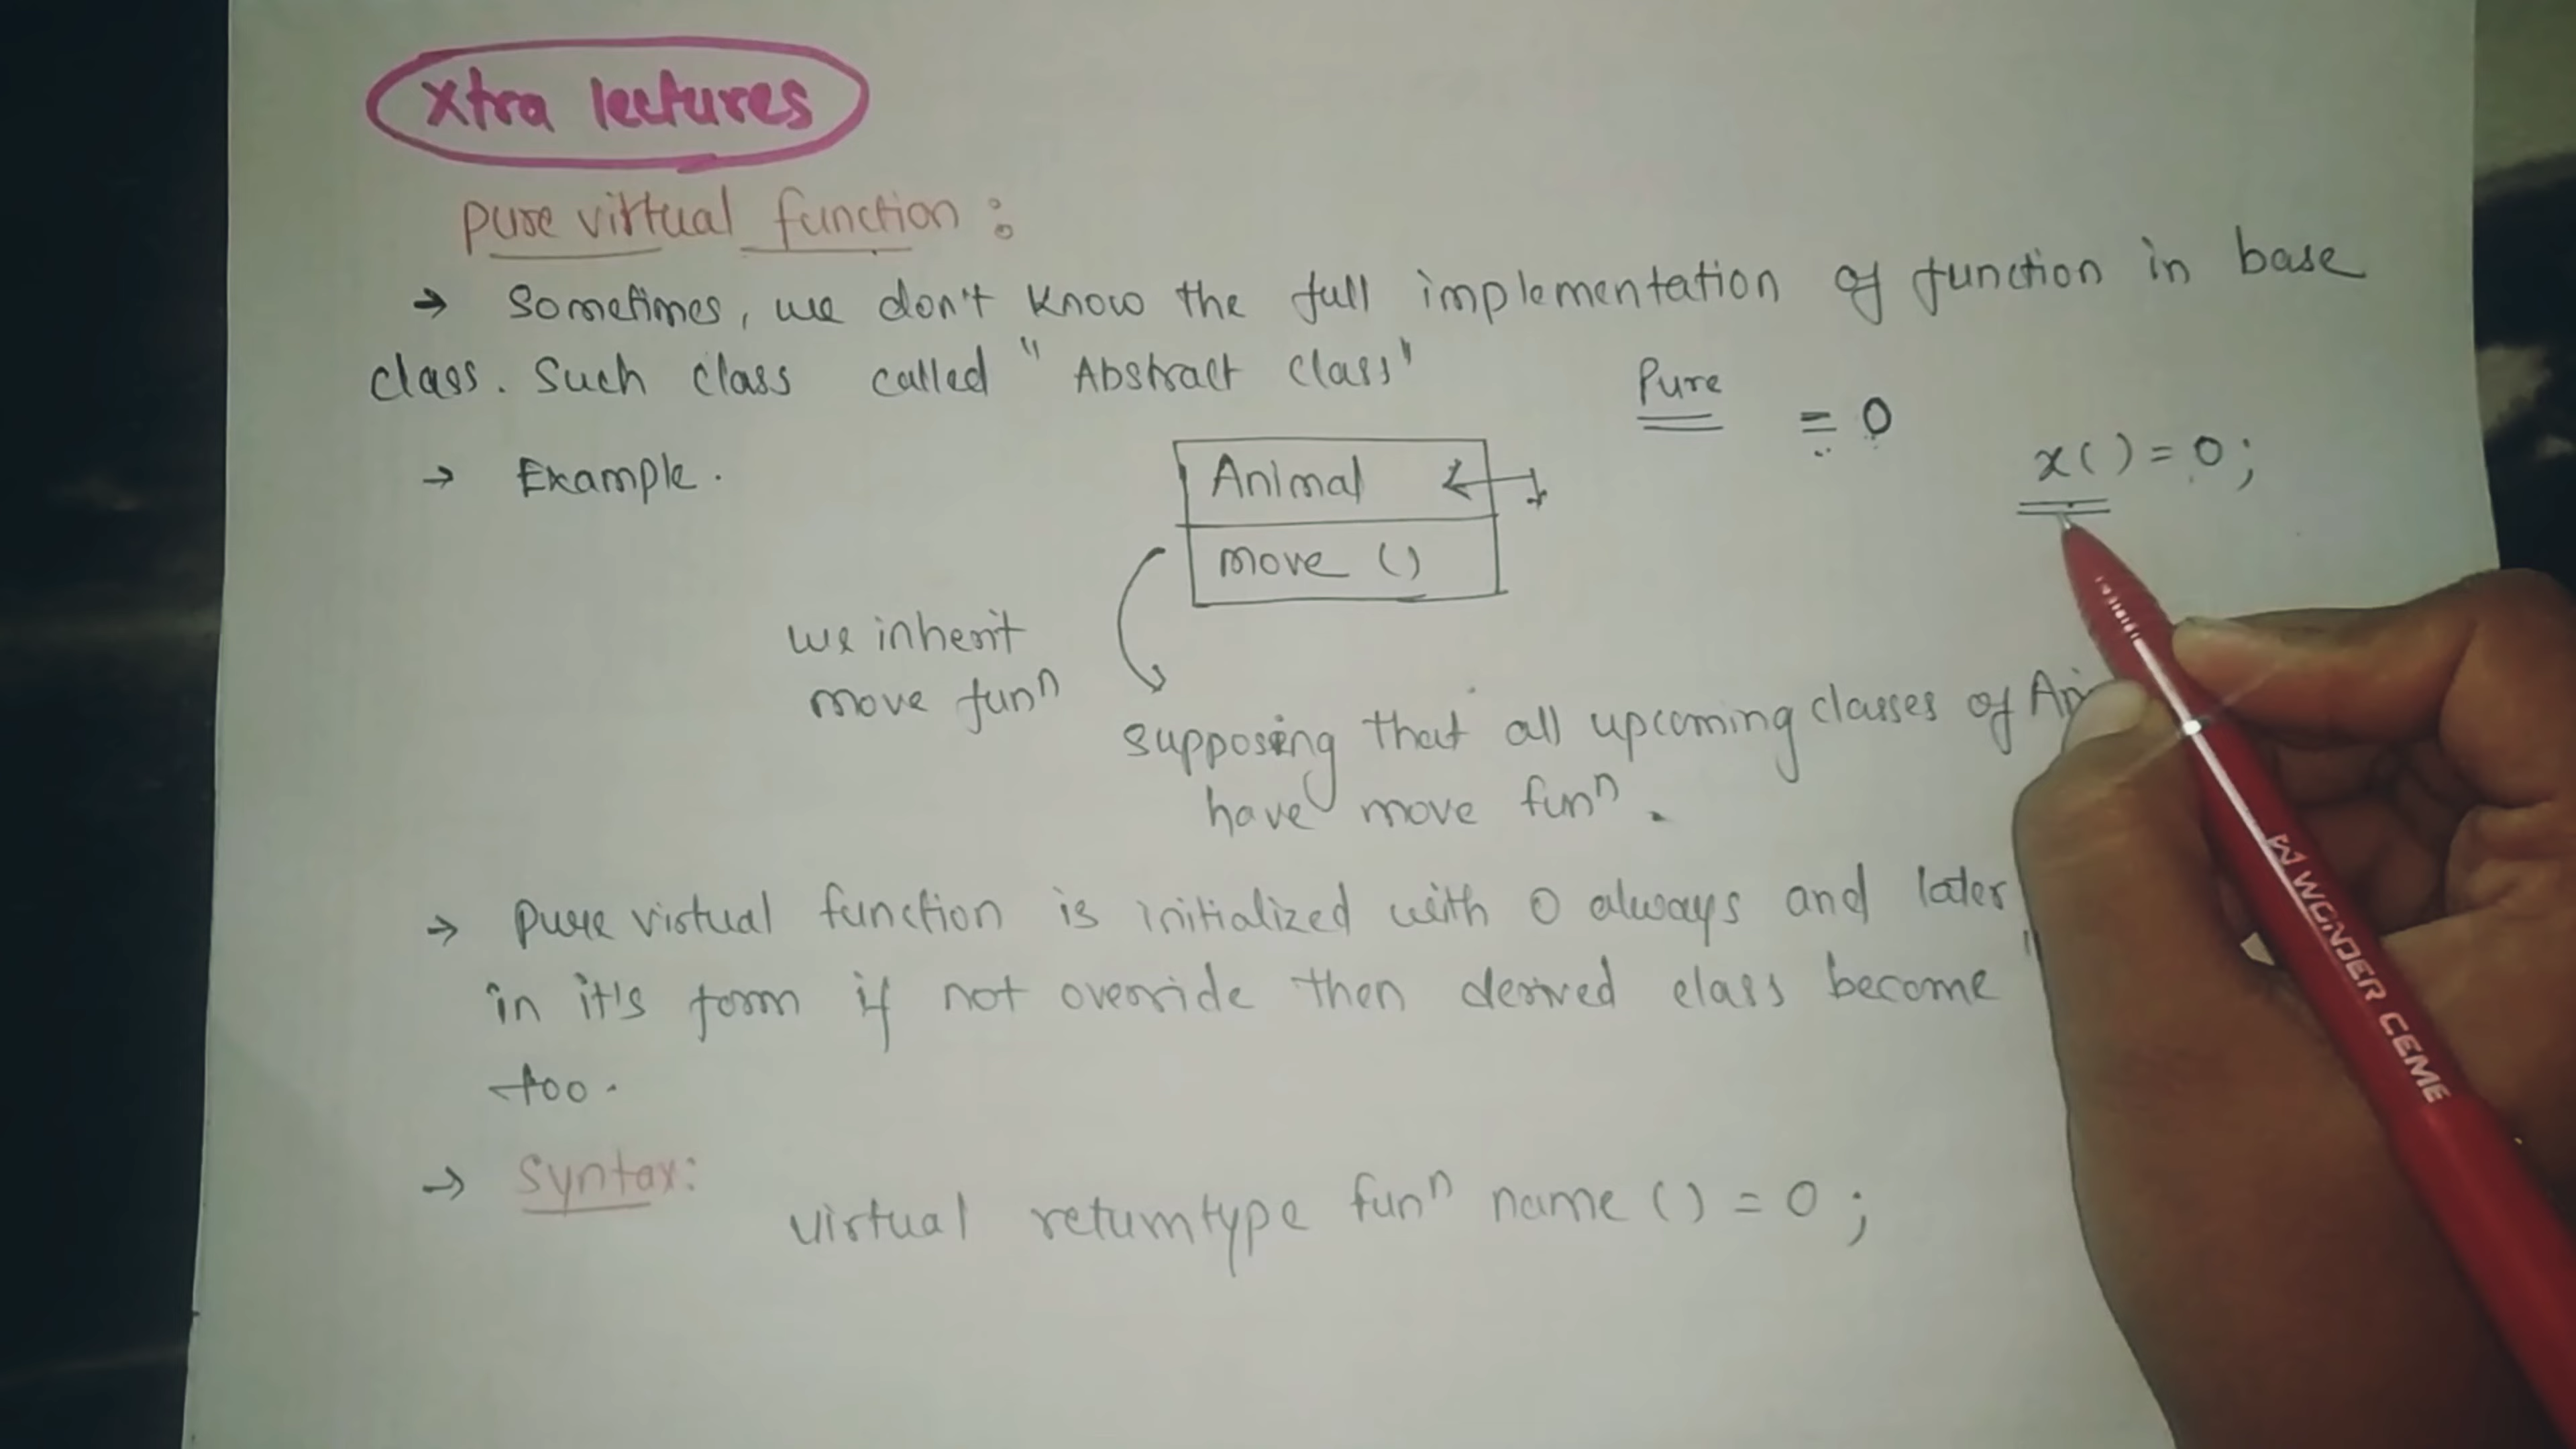 Xtra lectures
pure virtual function :
→ Sometimes, we don't know the full implementation of function in base
class. Such class called "Abstract Class"
Pure = 0
x() = 0 ;
→ Example.
Animal
move ()
we inherit
move funⁿ
supposing that all upcoming classes of Ani
have move funⁿ.
→ pure virtual function is initialized with 0 always and later
in it's form if not override then derived class become "
too.
→ Syntax:
virtual returntype funⁿ name () = 0 ;
WONDER CEME